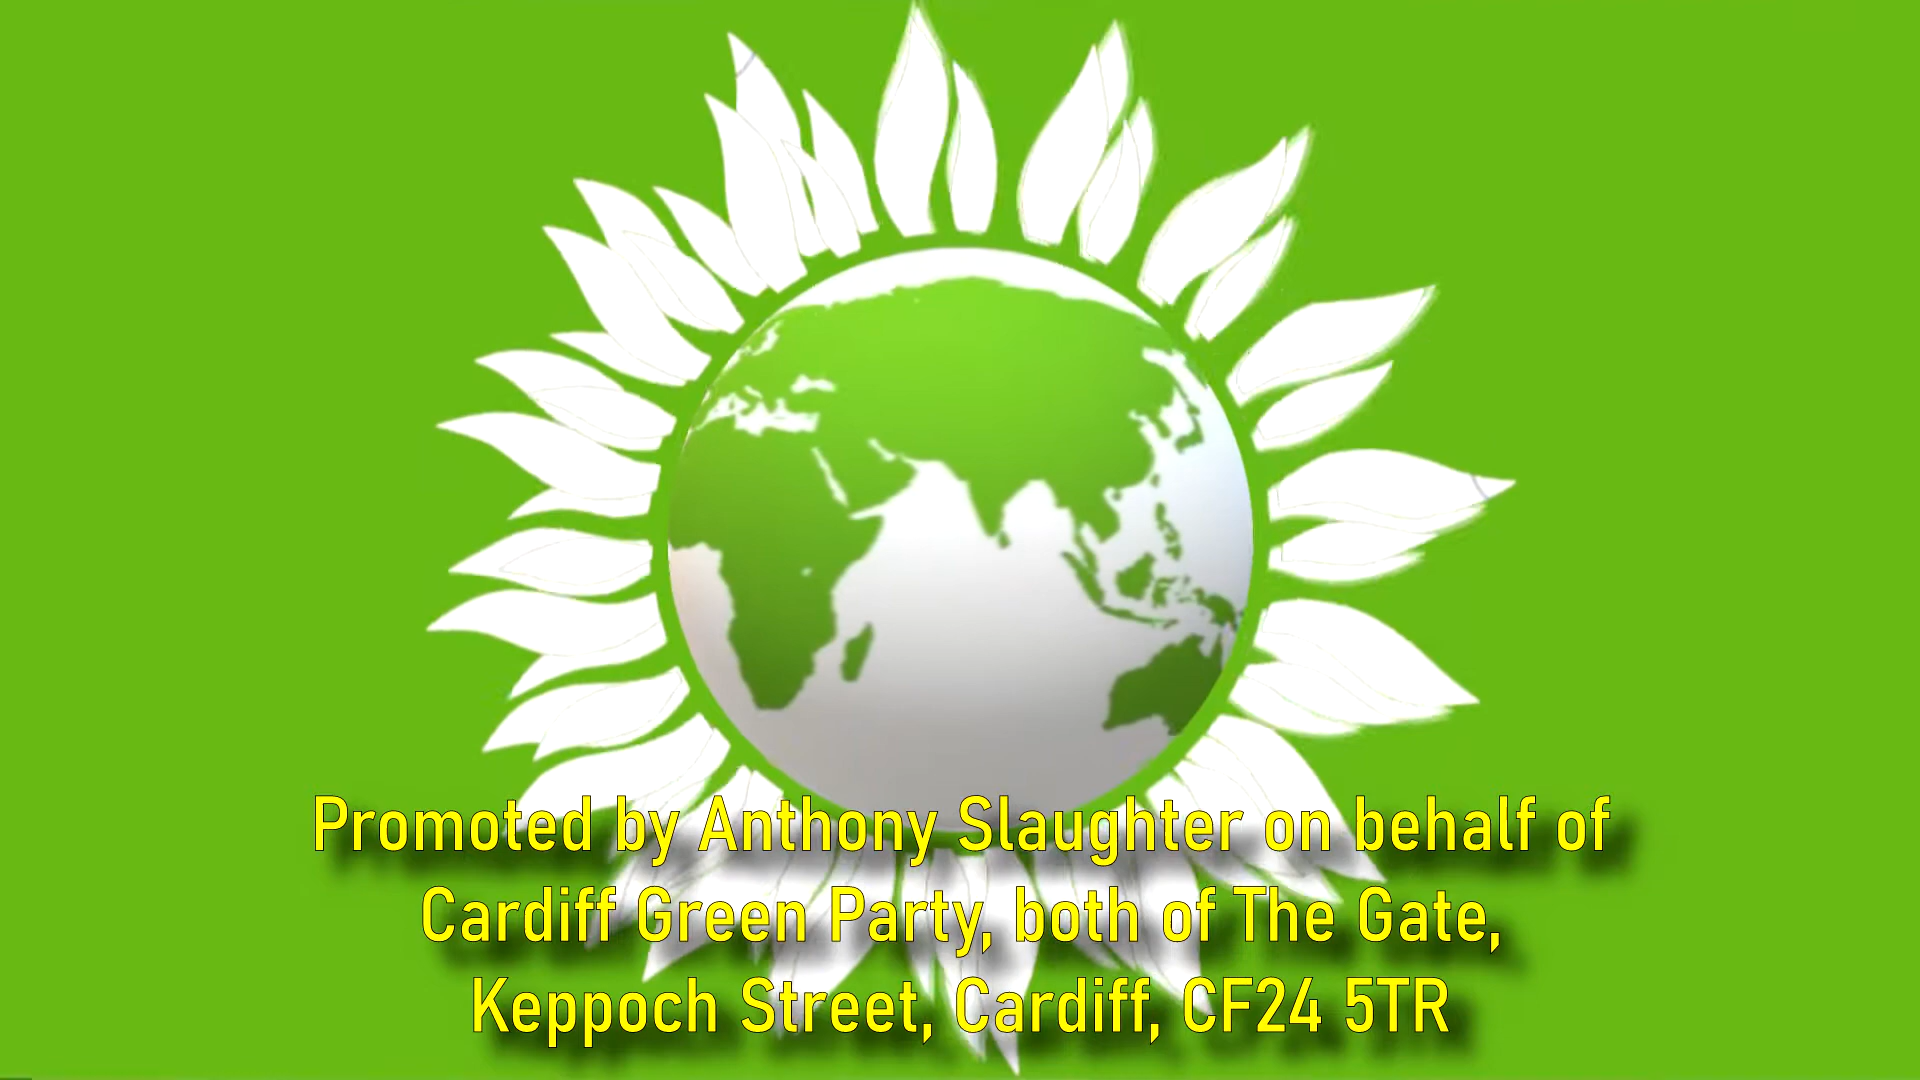 Promoted by Anthony Slaughter on behalf of
Cardiff Green Party, both of The Gate,
Keppoch Street, Cardiff, CF24 5TR